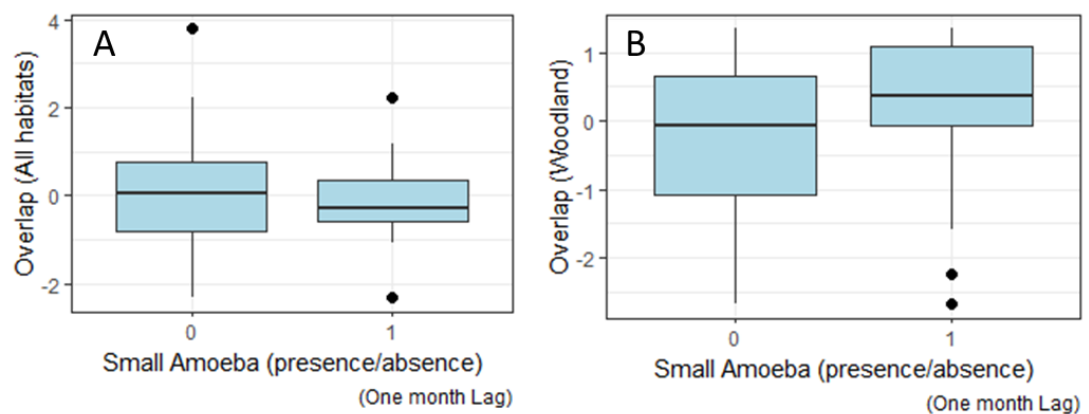 A
Overlap (All habitats)
4
2
0
-2
0
1
Small Amoeba (presence/absence)
(One month Lag)
B
Overlap (Woodland)
1
0
-1
-2
0
1
Small Amoeba (presence/absence)
(One month Lag)